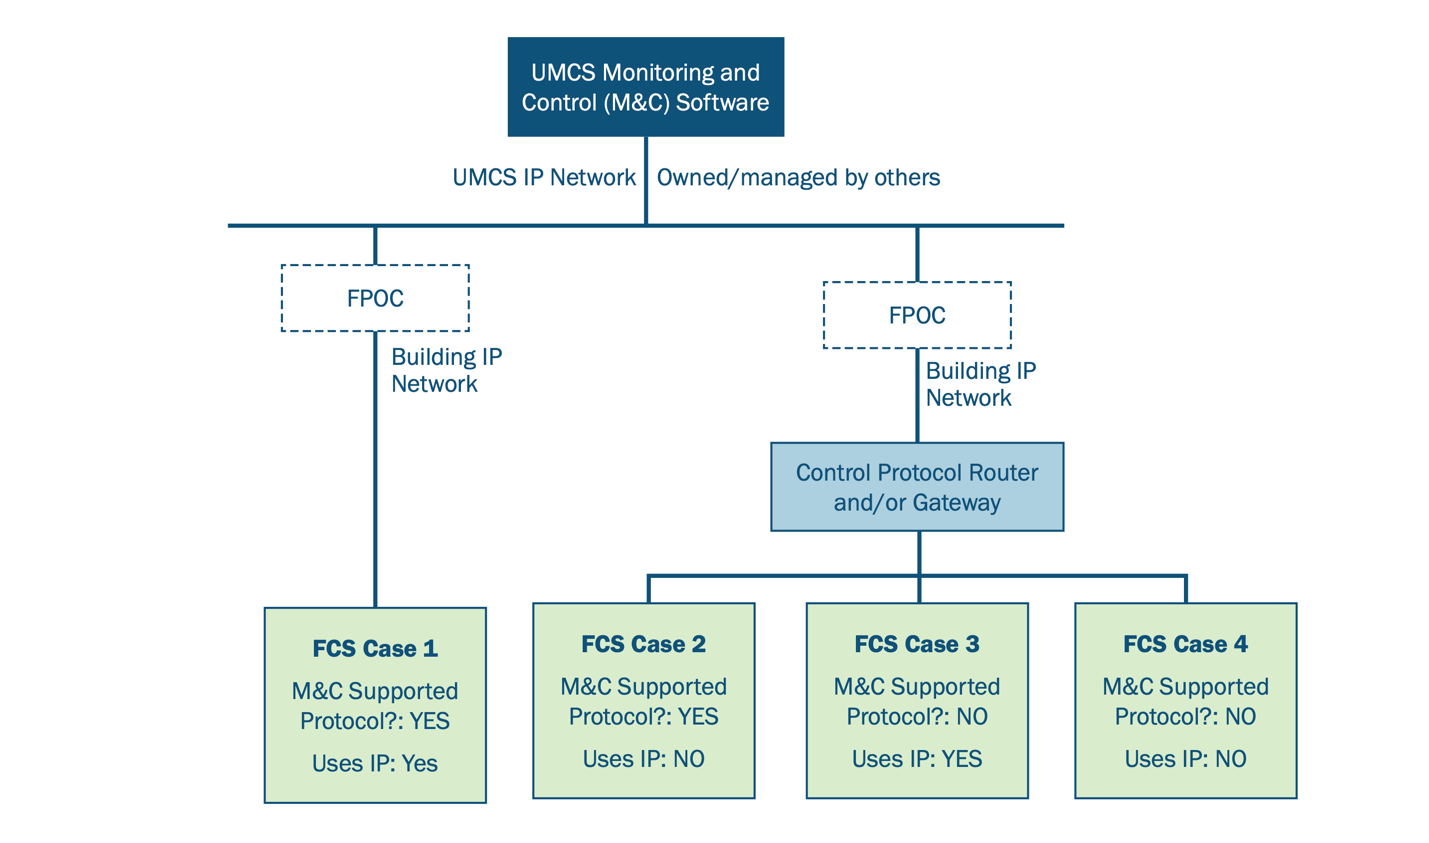 UMCS Monitoring and
Control (M&C) Software
UMCS IP Network
Owned/managed by others
FPOC
Building IP
Network
FPOC
Building IP
Network
Control Protocol Router
and/or Gateway
FCS Case 1
M&C Supported
Protocol?: YES
Uses IP: Yes
FCS Case 2
M&C Supported
Protocol?: YES
Uses IP: NO
FCS Case 3
M&C Supported
Protocol?: NO
Uses IP: YES
FCS Case 4
M&C Supported
Protocol?: NO
Uses IP: NO